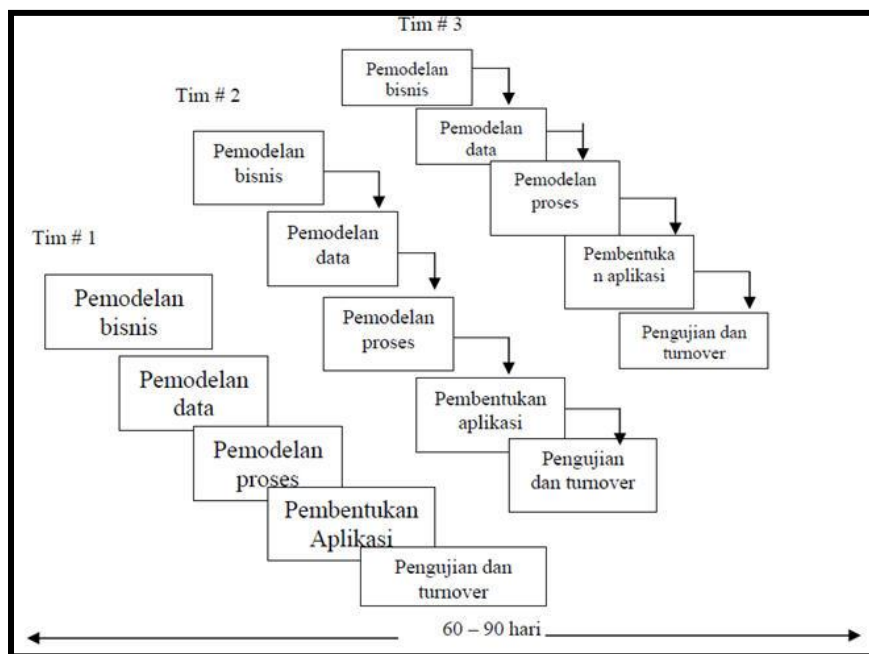 Tim # 3
Pemodelan
bisnis
Pemodelan
data
Pemodelan
proses
Pembentuka
n aplikasi
Pengujian dan
turnover
Tim # 2
Pemodelan
bisnis
Pemodelan
data
Pemodelan
proses
Pembentukan
aplikasi
Pengujian
dan turnover
Tim # 1
Pemodelan
bisnis
Pemodelan
data
Pemodelan
proses
Pembentukan
Aplikasi
Pengujian dan
turnover
60 – 90 hari